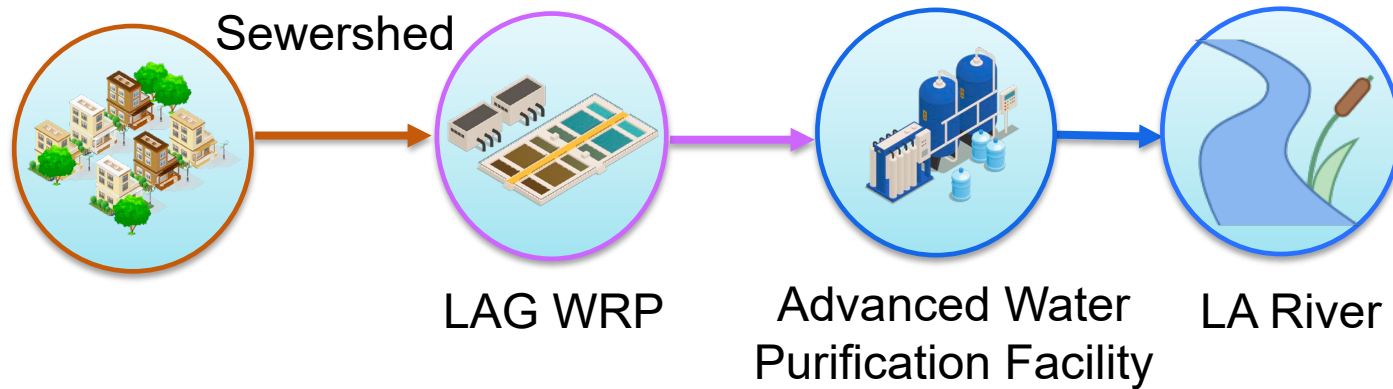 Sewershed
LAG WRP
Advanced Water
Purification Facility
LA River